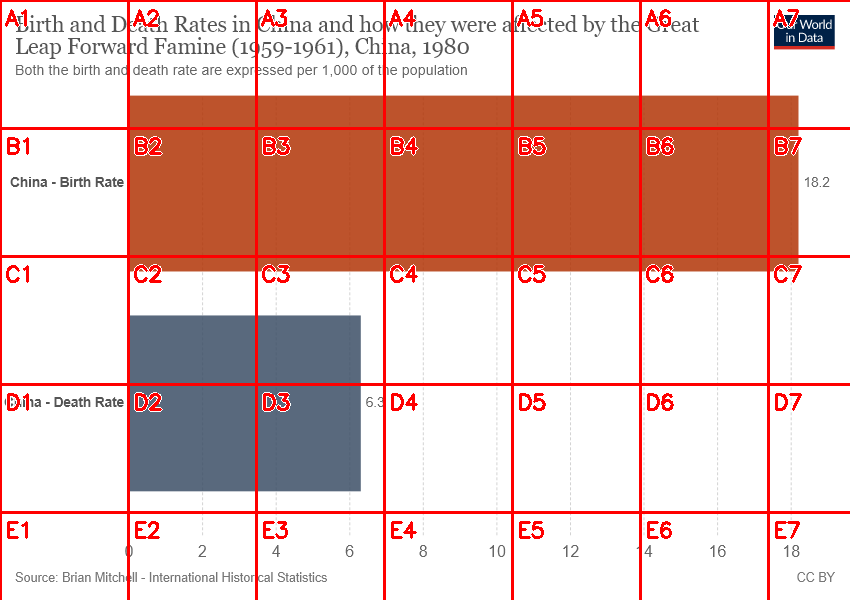 Birth and Death Rates in China and how they were affected by the Great
Leap Forward Famine (1959-1961), China, 1980
Our World
in Data
Both the birth and death rate are expressed per 1,000 of the population
China - Birth Rate
18.2
China - Death Rate
6.3
0 2 4 6 8 10 12 14 16 18
Source: Brian Mitchell - International Historical Statistics
CC BY
A1 A2 A3 A4 A5 A6 A7
B1 B2 B3 B4 B5 B6 B7
C1 C2 C3 C4 C5 C6 C7
D1 D2 D3 D4 D5 D6 D7
E1 E2 E3 E4 E5 E6 E7